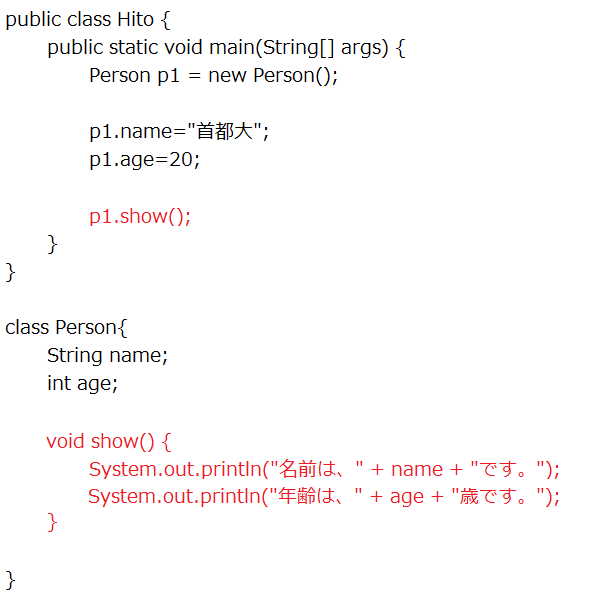 public class Hito {
public static void main(String[] args) {
Person p1 = new Person();
p1.name="首都大";
p1.age=20;
p1.show();
}
}
class Person{
String name;
int age;
void show() {
System.out.println("名前は、" + name + "です。");
System.out.println("年齢は、" + age + "歳です。");
}
}